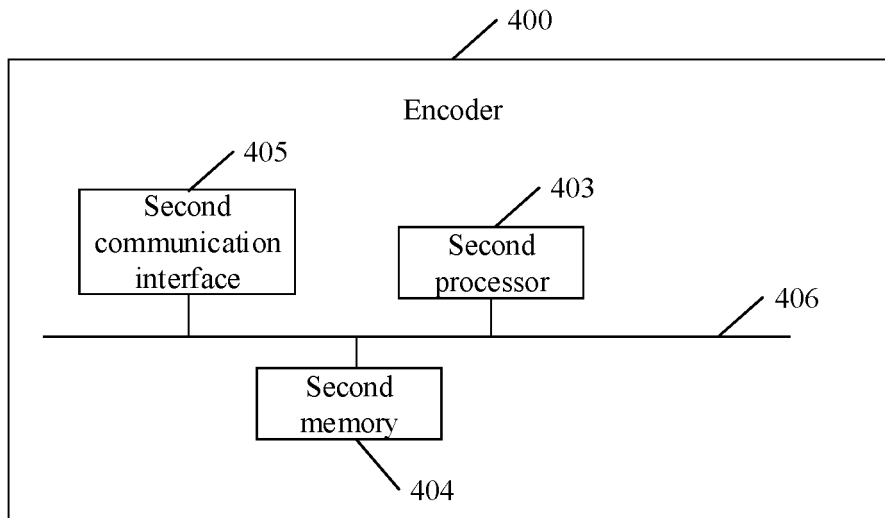 400
Encoder
405
Second
communication
interface
403
Second
processor
406
Second
memory
404